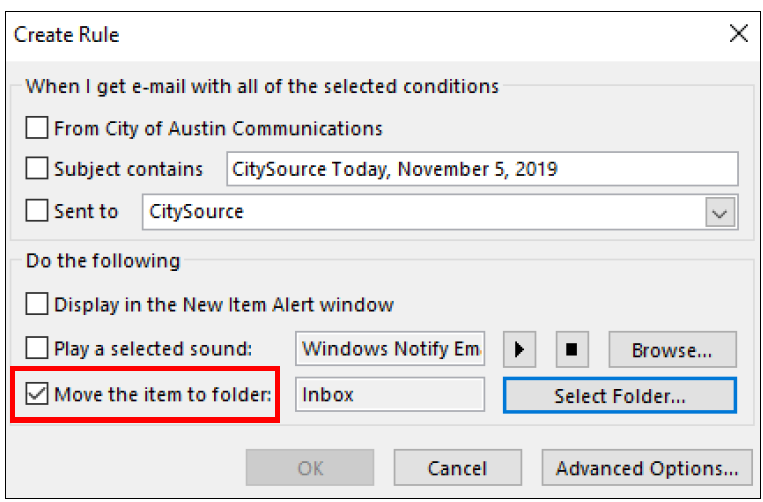 Create Rule
When I get e-mail with all of the selected conditions
From City of Austin Communications
Subject contains CitySource Today, November 5, 2019
Sent to CitySource
Do the following
Display in the New Item Alert window
Play a selected sound: Windows Notify Em Browse...
Move the item to folder: Inbox Select Folder...
OK Cancel Advanced Options...